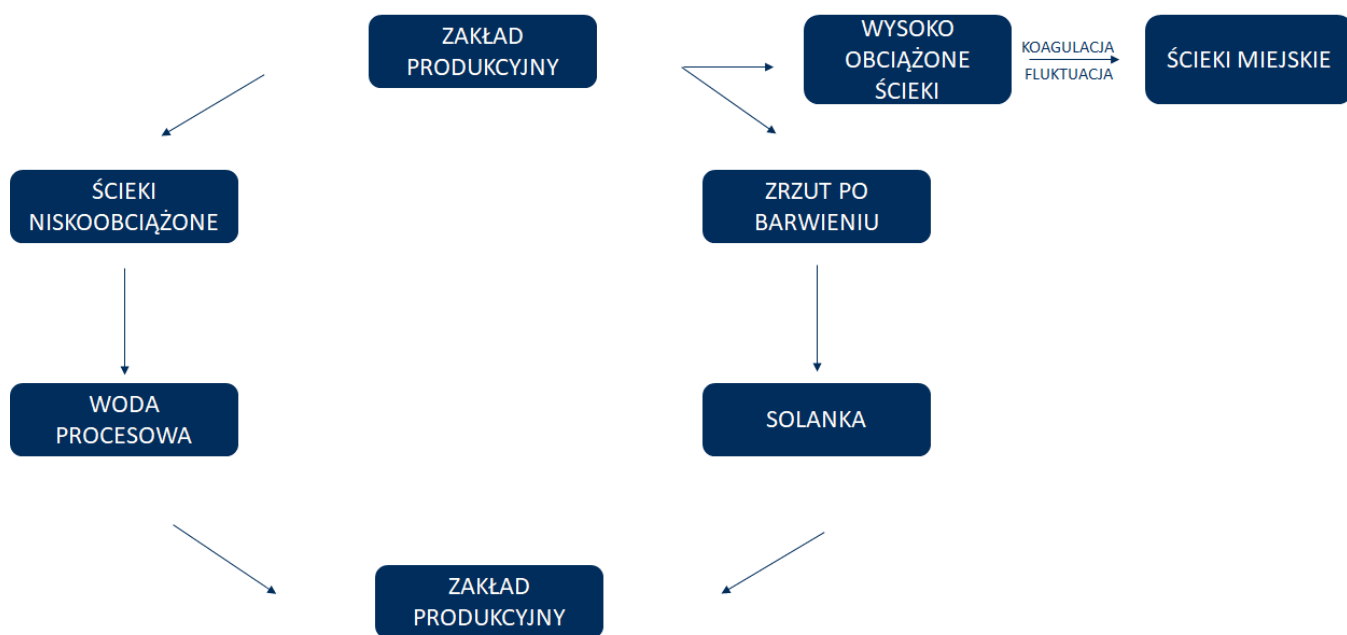 ZAKŁAD
PRODUKCYJNY
WYSOKO
OBCIĄŻONE
ŚCIEKI
KOAGULACJA
FLUKTUACJA
ŚCIEKI MIEJSKIE
ŚCIEKI
NISKOOBCIĄŻONE
ZRZUT PO
BARWIENIU
WODA
PROCESOWA
SOLANKA
ZAKŁAD
PRODUKCYJNY